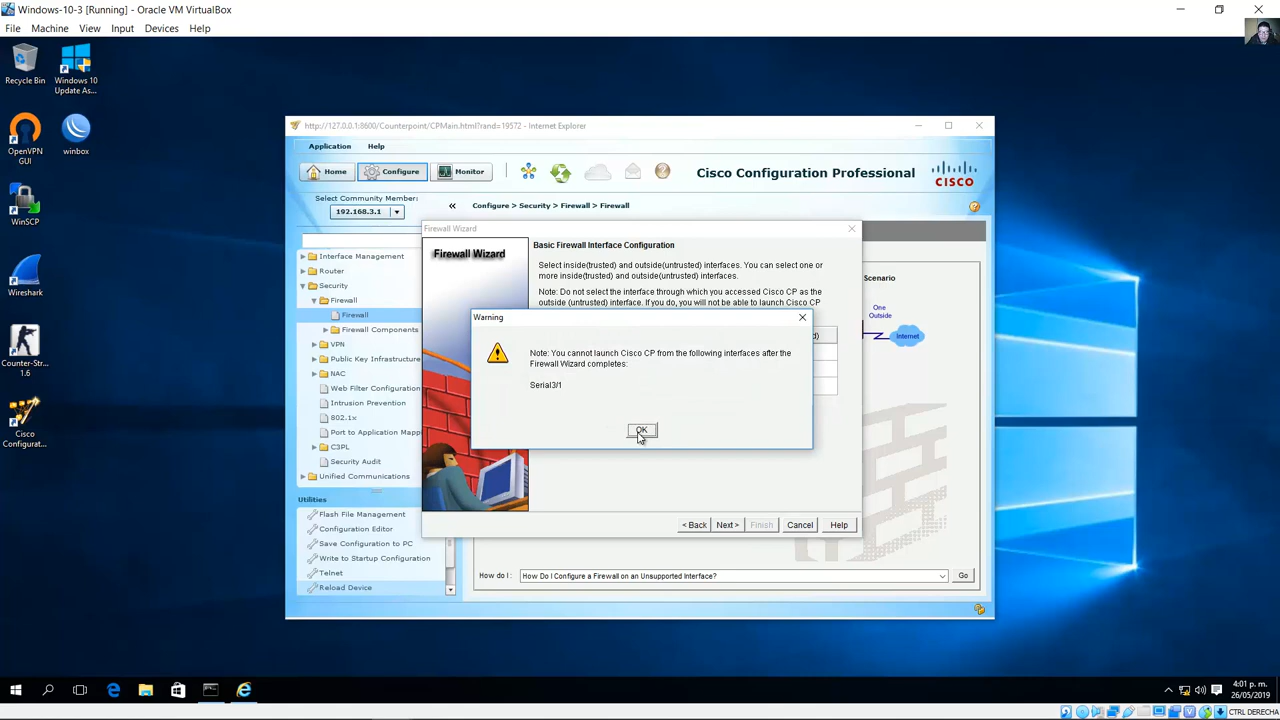 Windows-10-3 [Running] - Oracle VM VirtualBox
File Machine View Input Devices Help
Recycle Bin
Windows 10
Update As...
OpenVPN
GUI
winbox
WinSCP
Wireshark
Counter-Str...
1.6
Cisco
Configurat...
http://127.0.0.1:8600/Counterpoint/CPMain.html?rand=19572 - Internet Explorer
Application Help
Home
Configure
Monitor
Cisco Configuration Professional
CISCO
Select Community Member:
192.168.3.1
«
Configure > Security > Firewall > Firewall
Interface Management
Router
Security
Firewall
Firewall
Firewall Components
VPN
Public Key Infrastructure
NAC
Web Filter Configuration
Intrusion Prevention
802.1x
Port to Application Mapp
C3PL
Security Audit
Unified Communications
Utilities
Flash File Management
Configuration Editor
Save Configuration to PC
Write to Startup Configuration
Telnet
Reload Device
Firewall Wizard
Firewall Wizard
Basic Firewall Interface Configuration
Select inside(trusted) and outside(untrusted) interfaces. You can select one or
more inside(trusted) and outside(untrusted) interfaces.
Note: Do not select the interface through which you accessed Cisco CP as the
outside (untrusted) interface. If you do, you will not be able to launch Cisco CP
Warning
Note: You cannot launch Cisco CP from the following interfaces after the
Firewall Wizard completes:
Serial3/1
OK
d)
Scenario
One
Outside
Internet
< Back Next > Finish Cancel Help
How do I : How Do I Configure a Firewall on an Unsupported Interface? Go
4:01 p. m.
26/05/2019
CTRL DERECHA